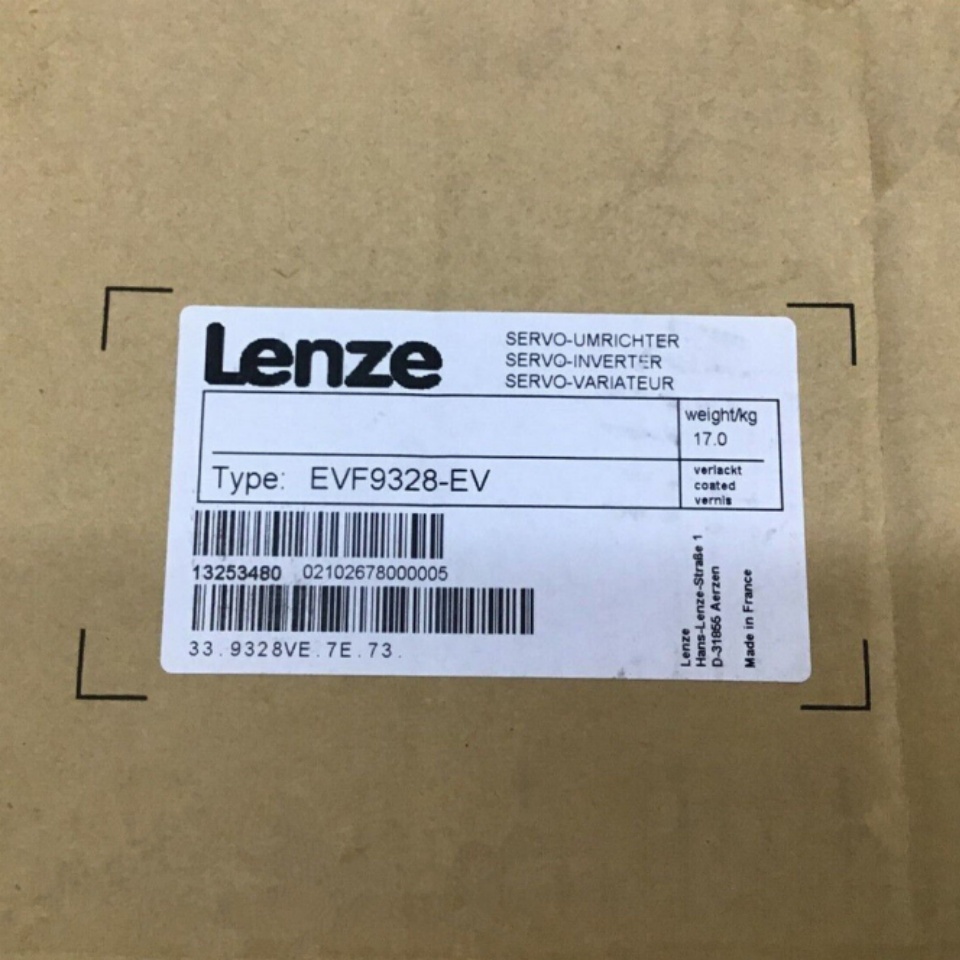 Lenze
SERVO-UMRICHTER
SERVO-INVERTER
SERVO-VARIATEUR
weight/kg
17.0
Type: EVF9328-EV
verlackt
coated
vernis
13253480 02102678000005
33.9328VE.7E.73.
Lenze
Hans-Lenze-Straße 1
D-31855 Aerzen
Made in France